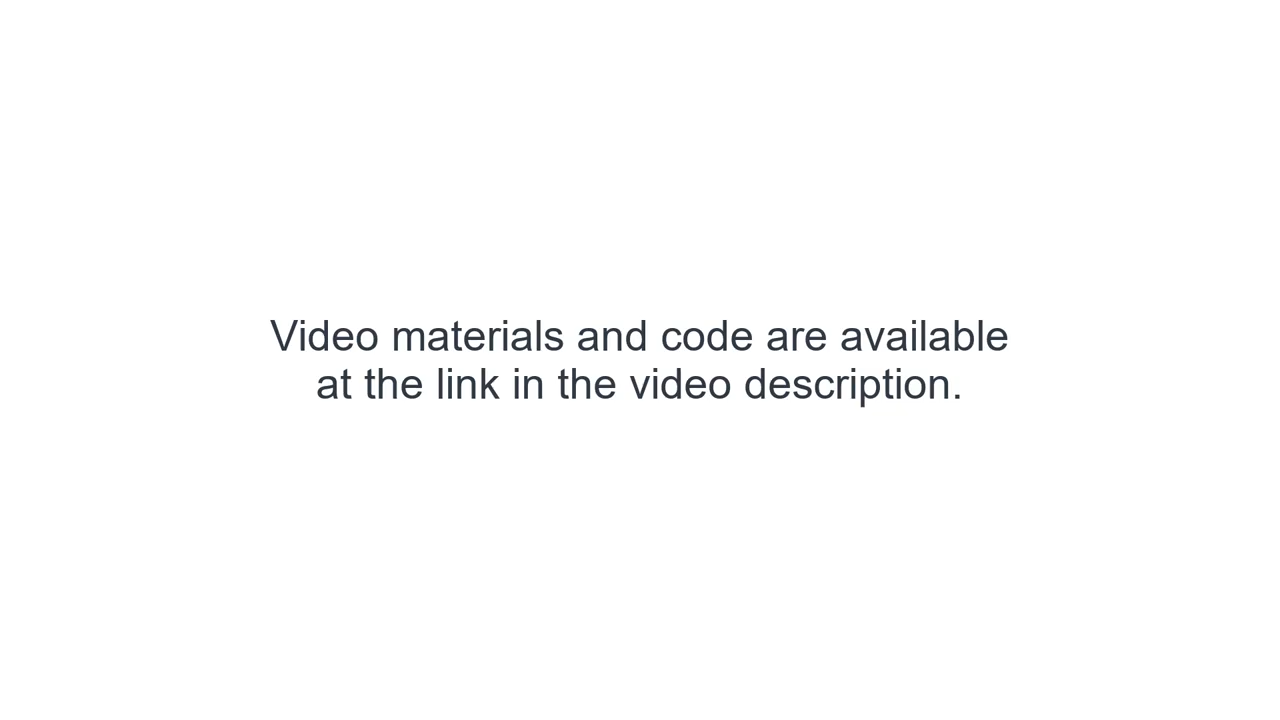 Video materials and code are available
at the link in the video description.